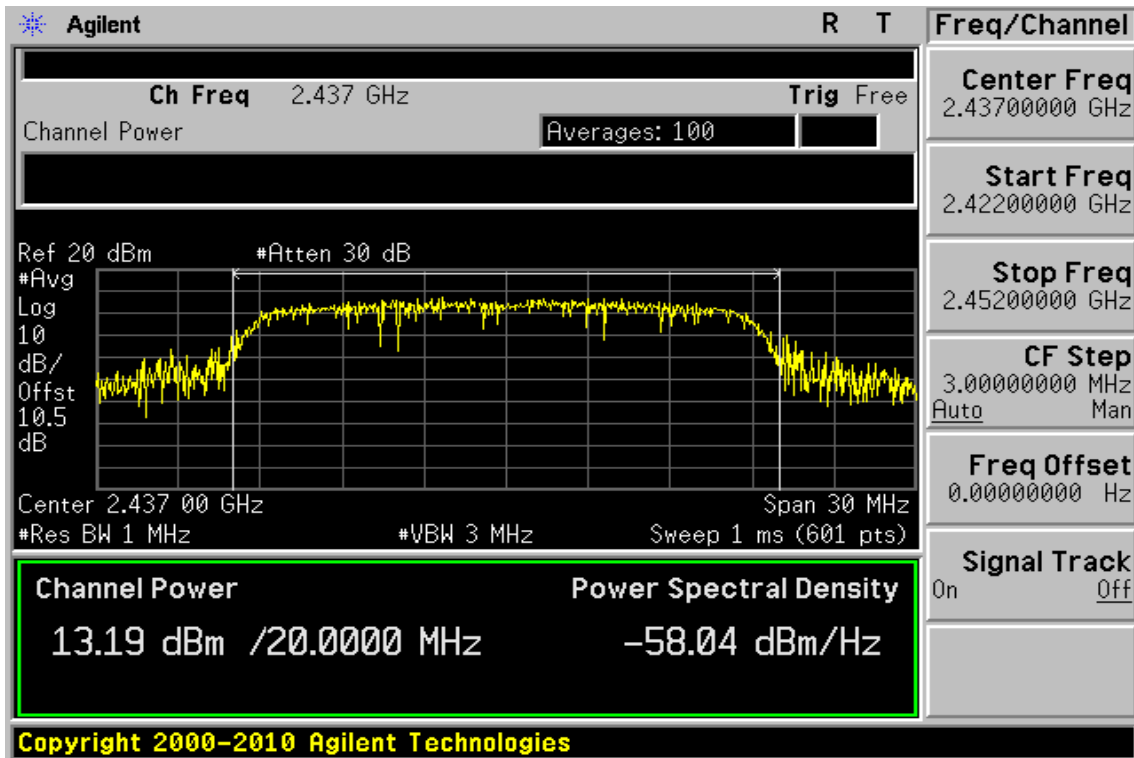 Agilent R T
Ch Freq 2.437 GHz Trig Free
Channel Power Averages: 100
Ref 20 dBm #Atten 30 dB
#Avg
Log
10
dB/
Offst
10.5
dB
Center 2.437 00 GHz Span 30 MHz
#Res BW 1 MHz #VBW 3 MHz Sweep 1 ms (601 pts)
Channel Power Power Spectral Density
13.19 dBm /20.0000 MHz -58.04 dBm/Hz
Copyright 2000-2010 Agilent Technologies
Freq/Channel
Center Freq
2.43700000 GHz
Start Freq
2.42200000 GHz
Stop Freq
2.45200000 GHz
CF Step
3.00000000 MHz
Auto Man
Freq Offset
0.00000000 Hz
Signal Track
On Off